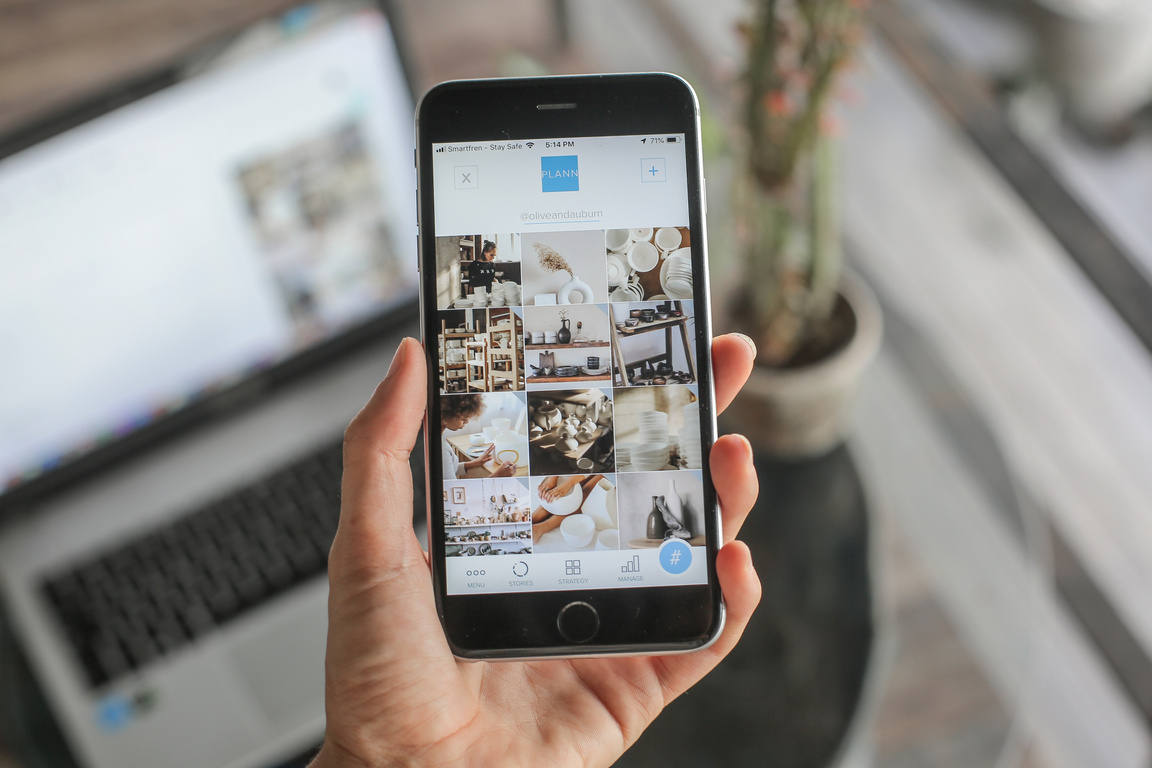 Smartfren - Stay Safe 5:14 PM 71%
X PLANN +
@oliveandauburn
MENU STORIES STRATEGY MANAGE #